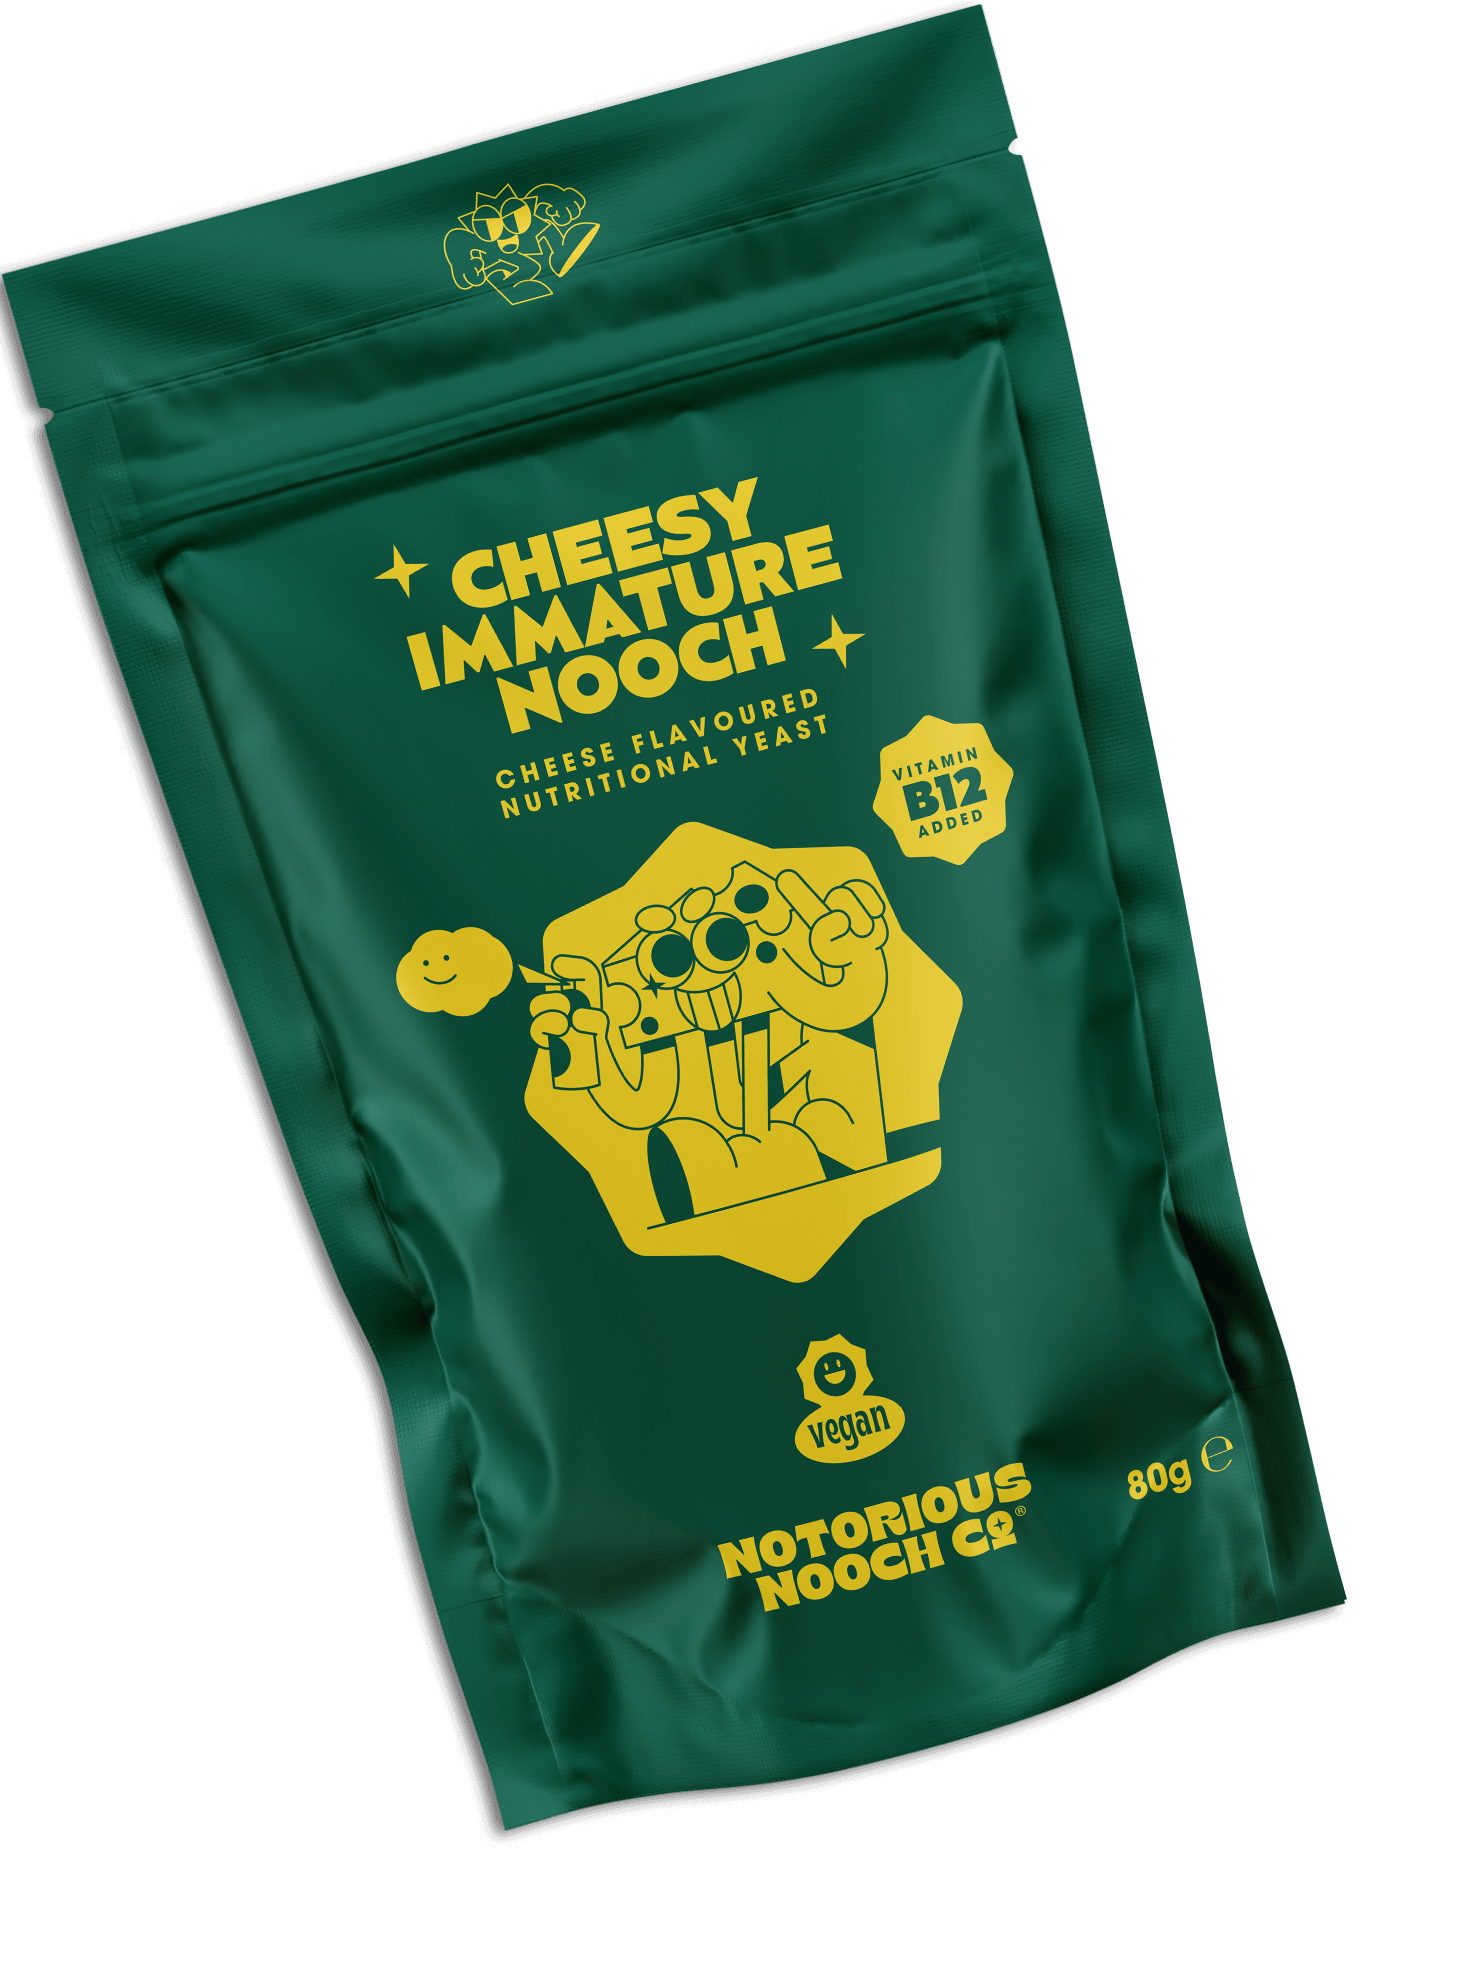 CHEESY
IMMATURE
NOOCH
CHEESE FLAVOURED
NUTRITIONAL YEAST
VITAMIN
B12
ADDED
vegan
80g ℮
NOTORIOUS
NOOCH CO®